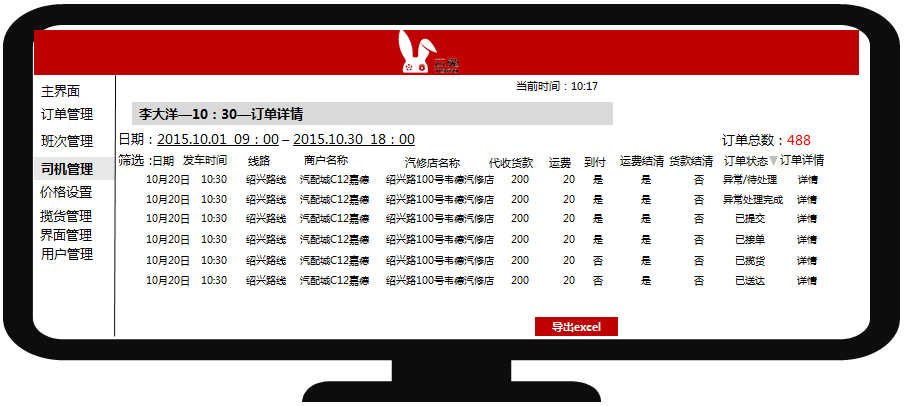 当前时间：10:17
主界面
订单管理
班次管理
司机管理
价格设置
揽货管理
界面管理
用户管理
李大洋—10：30—订单详情
日期：2015.10.01 09：00 – 2015.10.30 18：00
订单总数：488
筛选：日期 发车时间 线路 商户名称 汽修店名称 代收货款 运费 到付 运费结清 货款结清 订单状态 订单详情
10月20日 10:30 绍兴路线 汽配城C12嘉德 绍兴路100号韦德汽修店 200 20 是 是 否 异常/待处理 详情
10月20日 10:30 绍兴路线 汽配城C12嘉德 绍兴路100号韦德汽修店 200 20 是 是 否 异常处理完成 详情
10月20日 10:30 绍兴路线 汽配城C12嘉德 绍兴路100号韦德汽修店 200 20 是 是 否 已提交 详情
10月20日 10:30 绍兴路线 汽配城C12嘉德 绍兴路100号韦德汽修店 200 20 是 是 否 已接单 详情
10月20日 10:30 绍兴路线 汽配城C12嘉德 绍兴路100号韦德汽修店 200 20 否 是 否 已揽货 详情
10月20日 10:30 绍兴路线 汽配城C12嘉德 绍兴路100号韦德汽修店 200 20 否 是 否 已送达 详情
导出excel